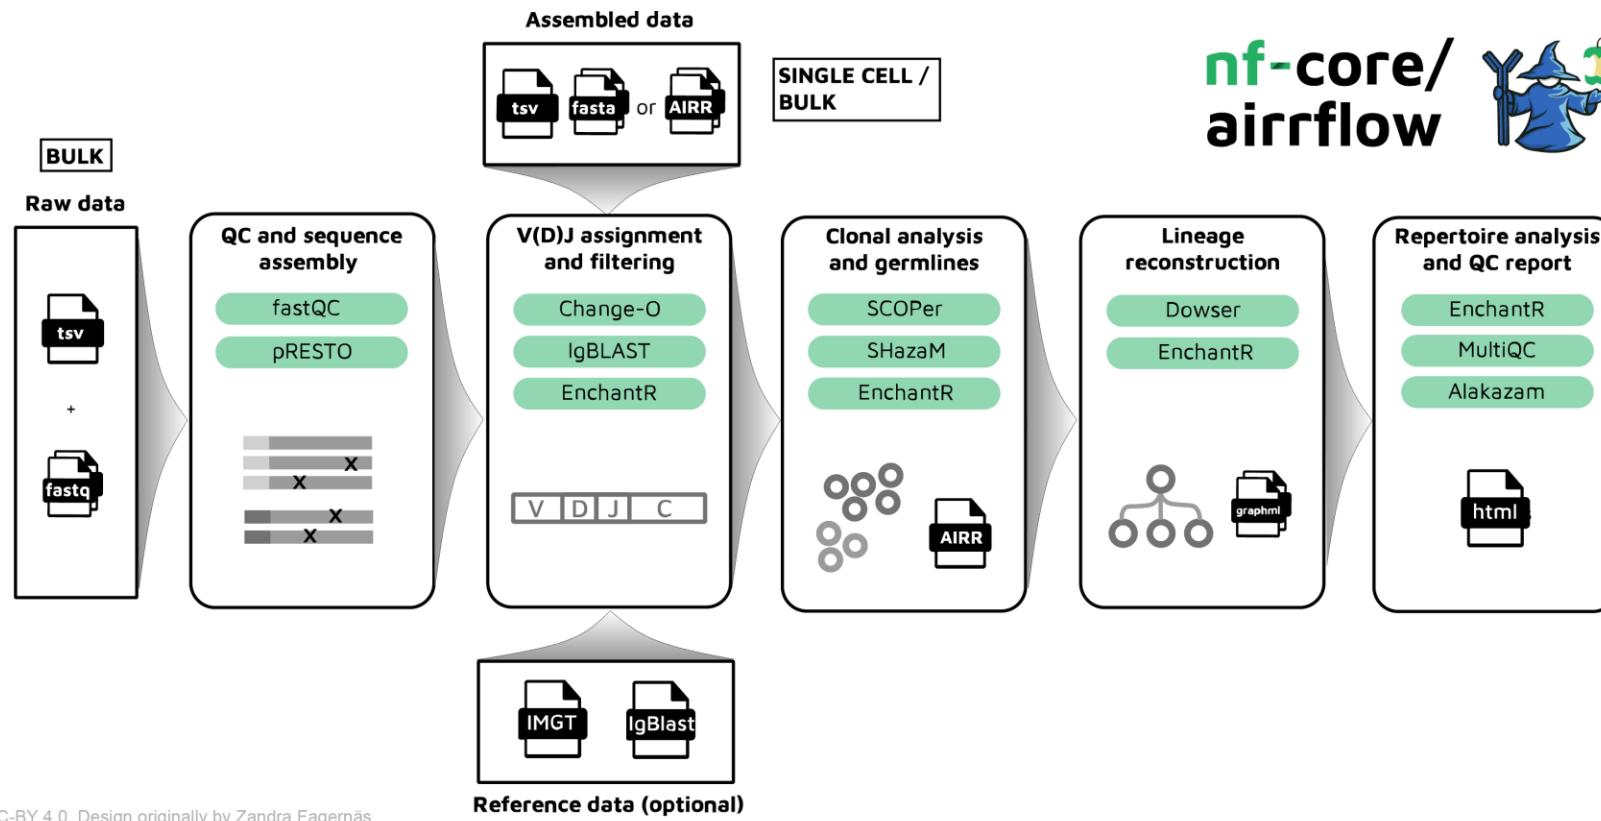 Assembled data
tsv
fasta
or
AIRR
SINGLE CELL /
BULK
nf-core/
airrflow
BULK
Raw data
tsv
+
fastq
QC and sequence
assembly
fastQC
pRESTO
X
X
X
X
V(D)J assignment
and filtering
Change-O
IgBLAST
EnchantR
V
D
J
C
Clonal analysis
and germlines
SCOPer
SHazaM
EnchantR
AIRR
Lineage
reconstruction
Dowser
EnchantR
graphml
Repertoire analysis
and QC report
EnchantR
MultiQC
Alakazam
html
IMGT
IgBlast
Reference data (optional)
C-BY 4.0. Design originally by Zandra Fagernäs